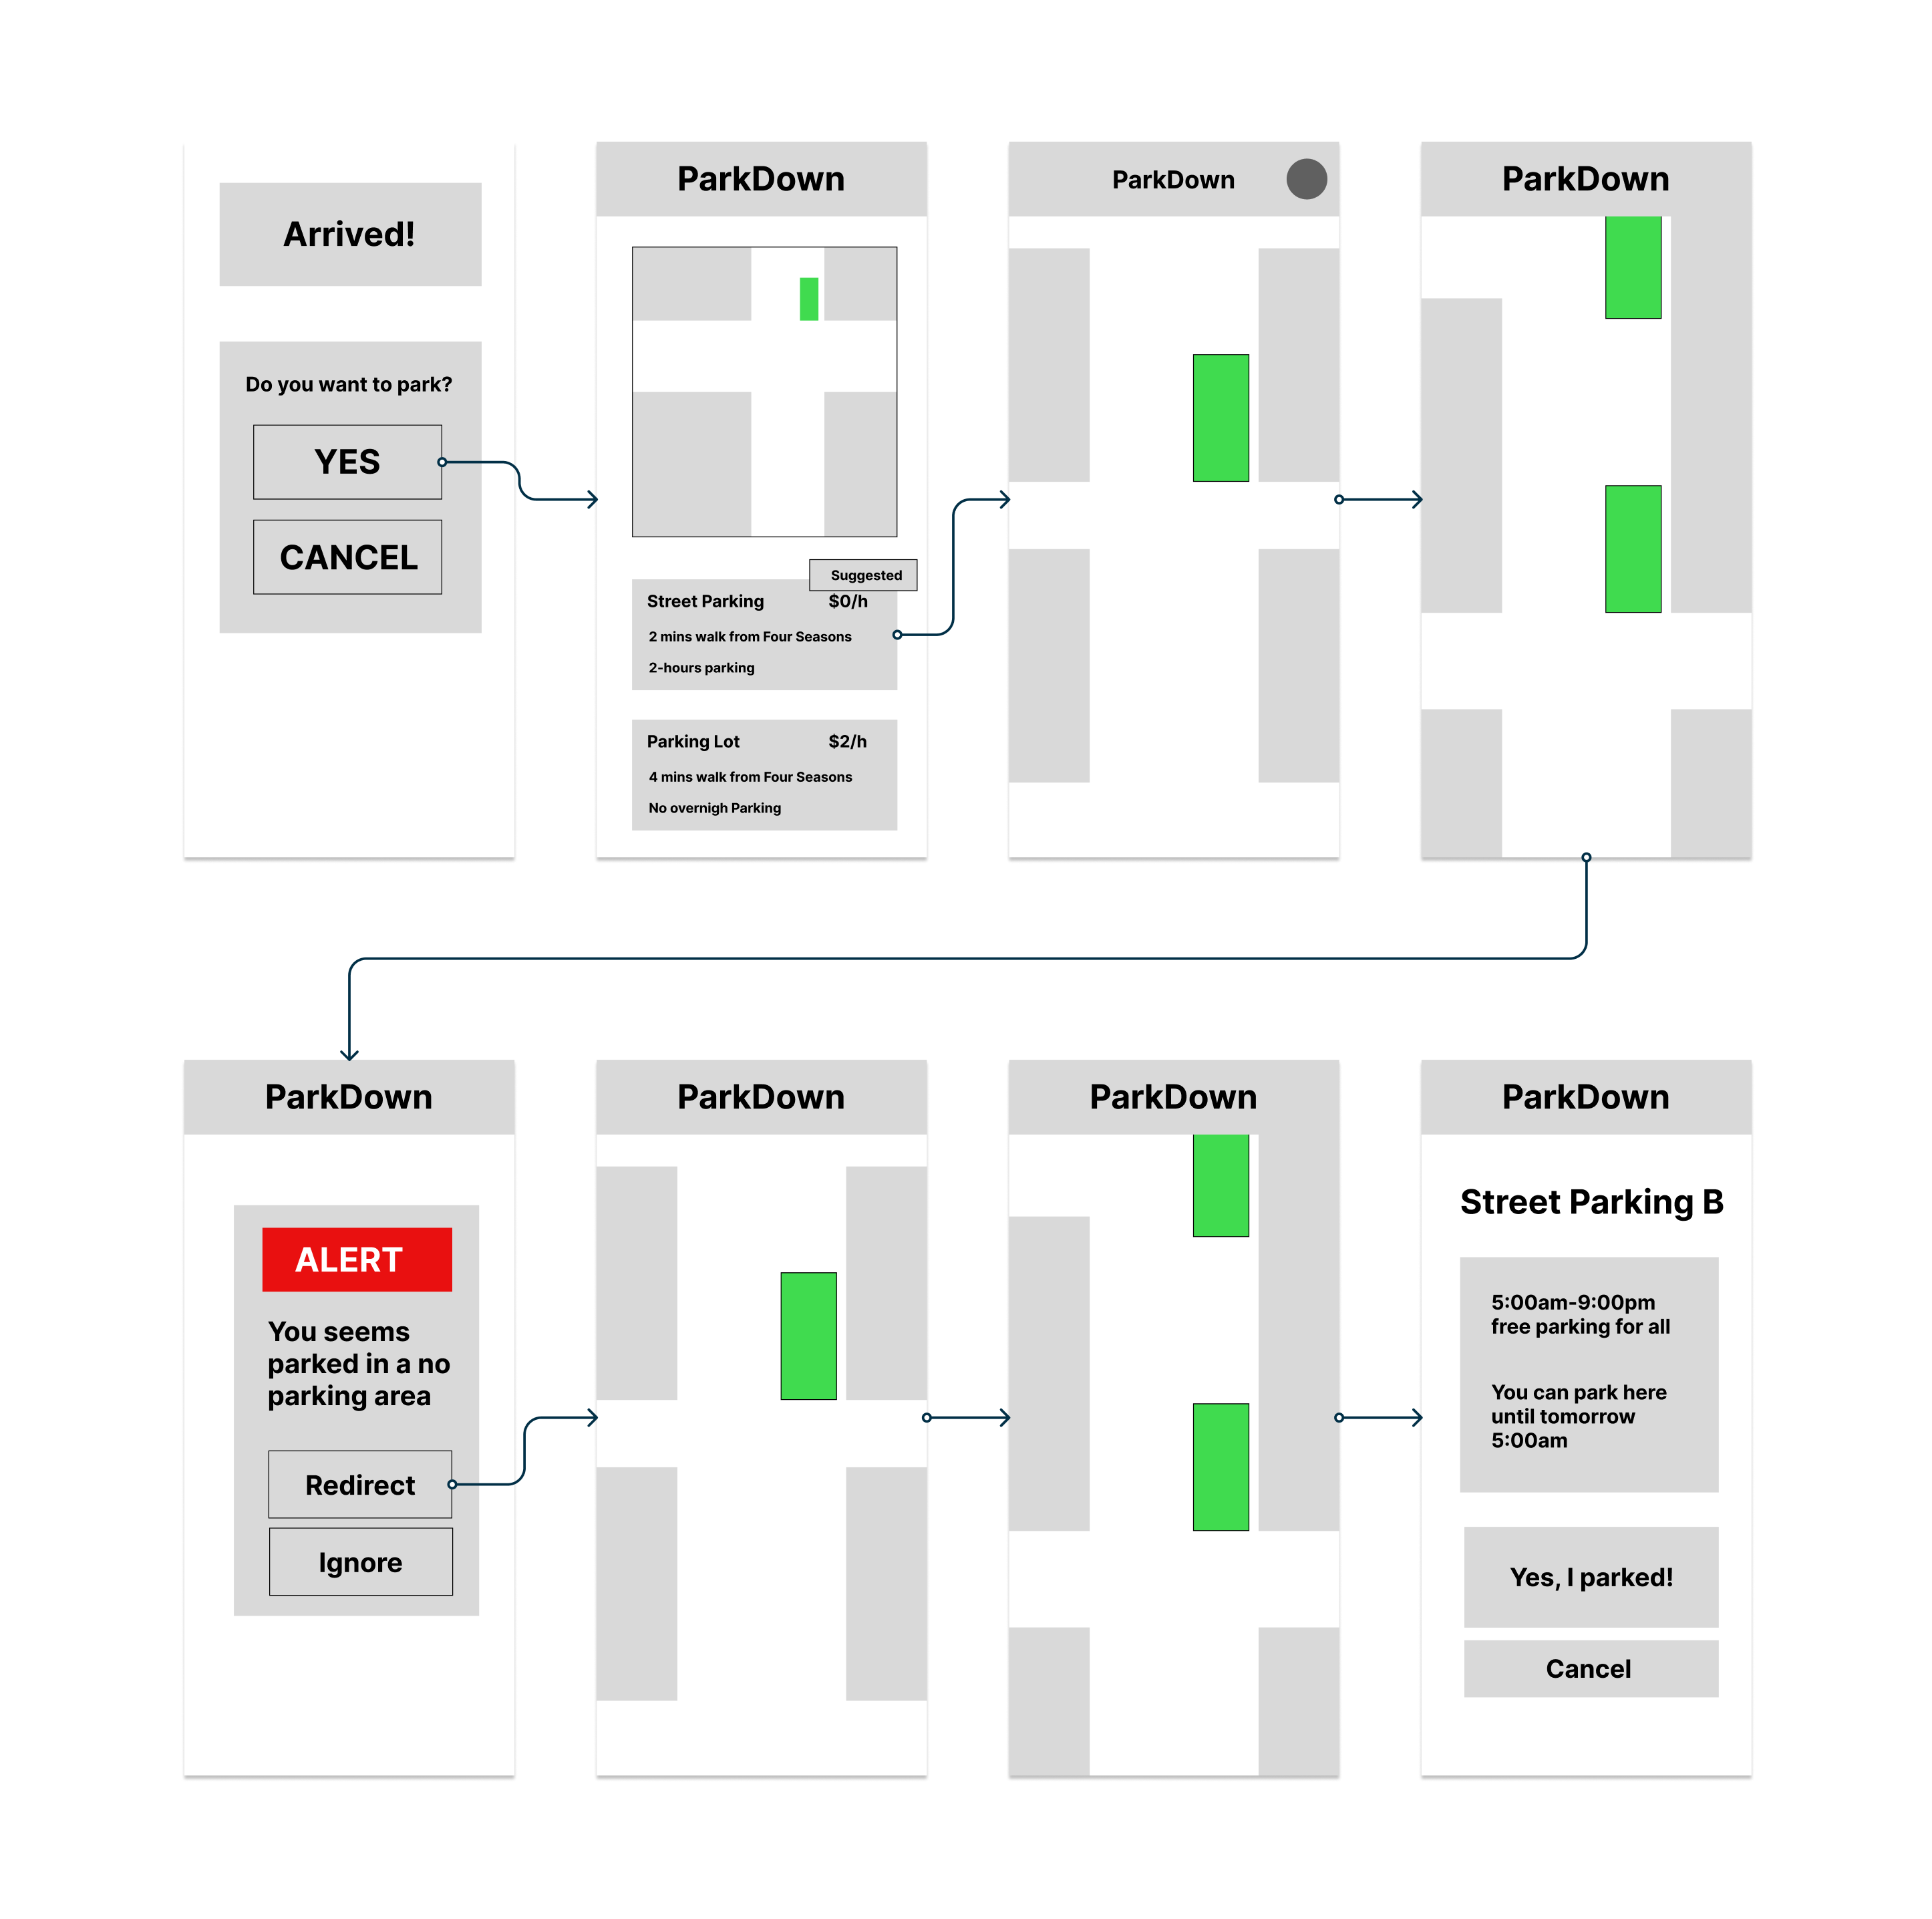 Arrived!
Do you want to park?
YES
CANCEL
ParkDown
Suggested
Street Parking $0/h
2 mins walk from Four Seasons
2-hours parking
Parking Lot $2/h
4 mins walk from Four Seasons
No overnigh Parking
ParkDown
ParkDown
ParkDown
ALERT
You seems
parked in a no
parking area
Redirect
Ignore
ParkDown
ParkDown
ParkDown
Street Parking B
5:00am-9:00pm
free parking for all
You can park here
until tomorrow
5:00am
Yes, I parked!
Cancel